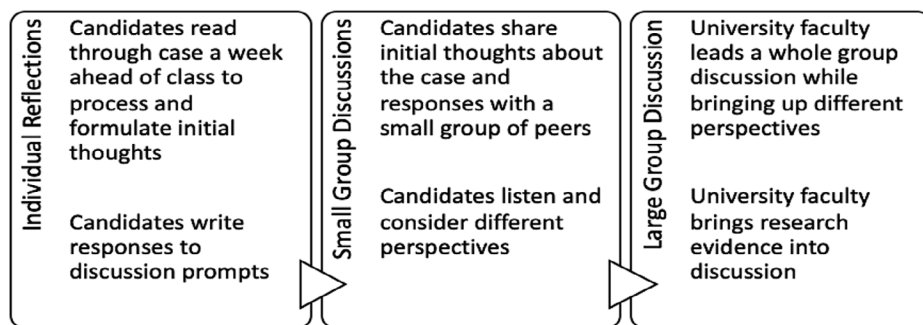 Individual Reflections
Candidates read
through case a week
ahead of class to
process and
formulate initial
thoughts
Candidates write
responses to
discussion prompts
Small Group Discussions
Candidates share
initial thoughts about
the case and
responses with a
small group of peers
Candidates listen and
consider different
perspectives
Large Group Discussion
University faculty
leads a whole group
discussion while
bringing up different
perspectives
University faculty
brings research
evidence into
discussion